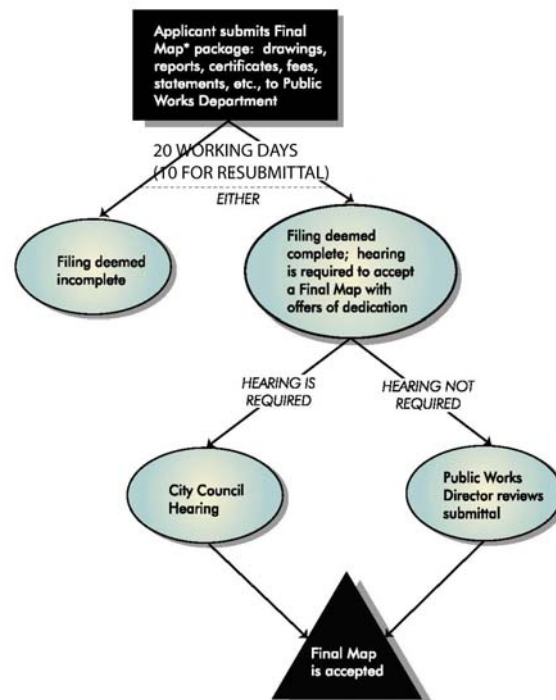 Applicant submits Final
Map* package: drawings,
reports, certificates, fees,
statements, etc., to Public
Works Department
20 WORKING DAYS
(10 FOR RESUBMITTAL)
EITHER
Filing deemed
incomplete
Filing deemed
complete; hearing
is required to accept
a Final Map with
offers of dedication
HEARING IS
REQUIRED
HEARING NOT
REQUIRED
City Council
Hearing
Public Works
Director reviews
submittal
Final Map
is accepted